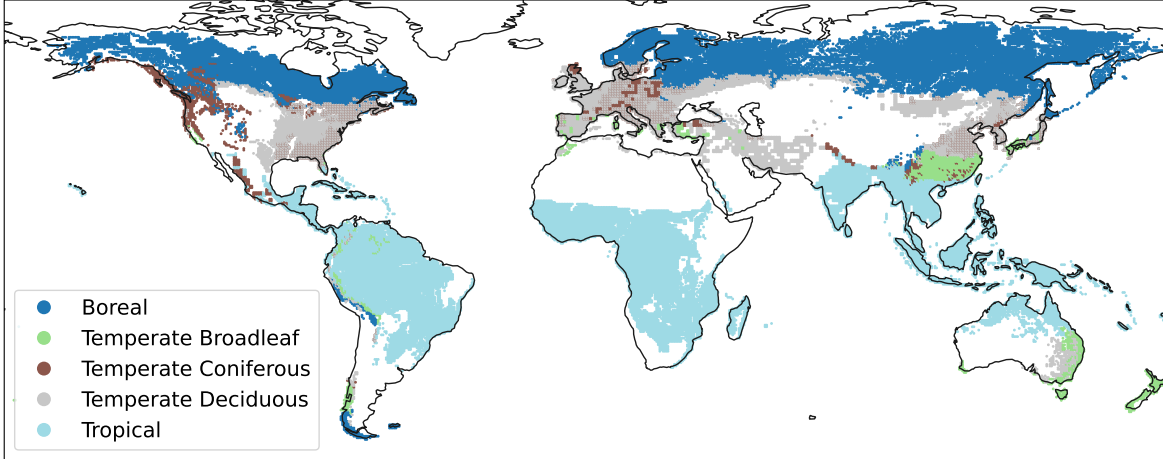 Boreal
Temperate Broadleaf
Temperate Coniferous
Temperate Deciduous
Tropical